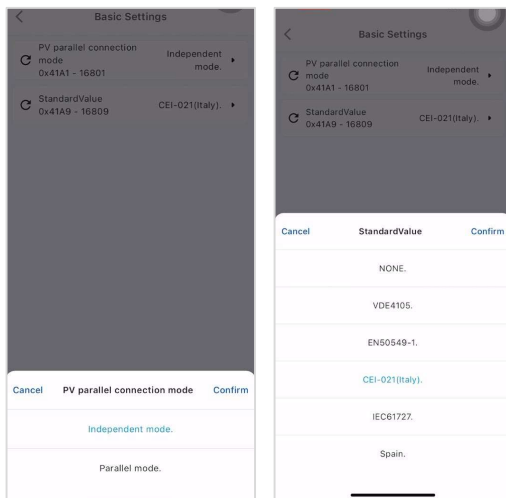 Basic Settings
PV parallel connection
mode
0x41A1 - 16801
Independent
mode.
StandardValue
0x41A9 - 16809
CEI-021(Italy).
Cancel
PV parallel connection mode
Confirm
Independent mode.
Parallel mode.
Basic Settings
PV parallel connection
mode
0x41A1 - 16801
Independent
mode.
StandardValue
0x41A9 - 16809
CEI-021(Italy).
Cancel
StandardValue
Confirm
NONE.
VDE4105.
EN50549-1.
CEI-021(Italy).
IEC61727.
Spain.